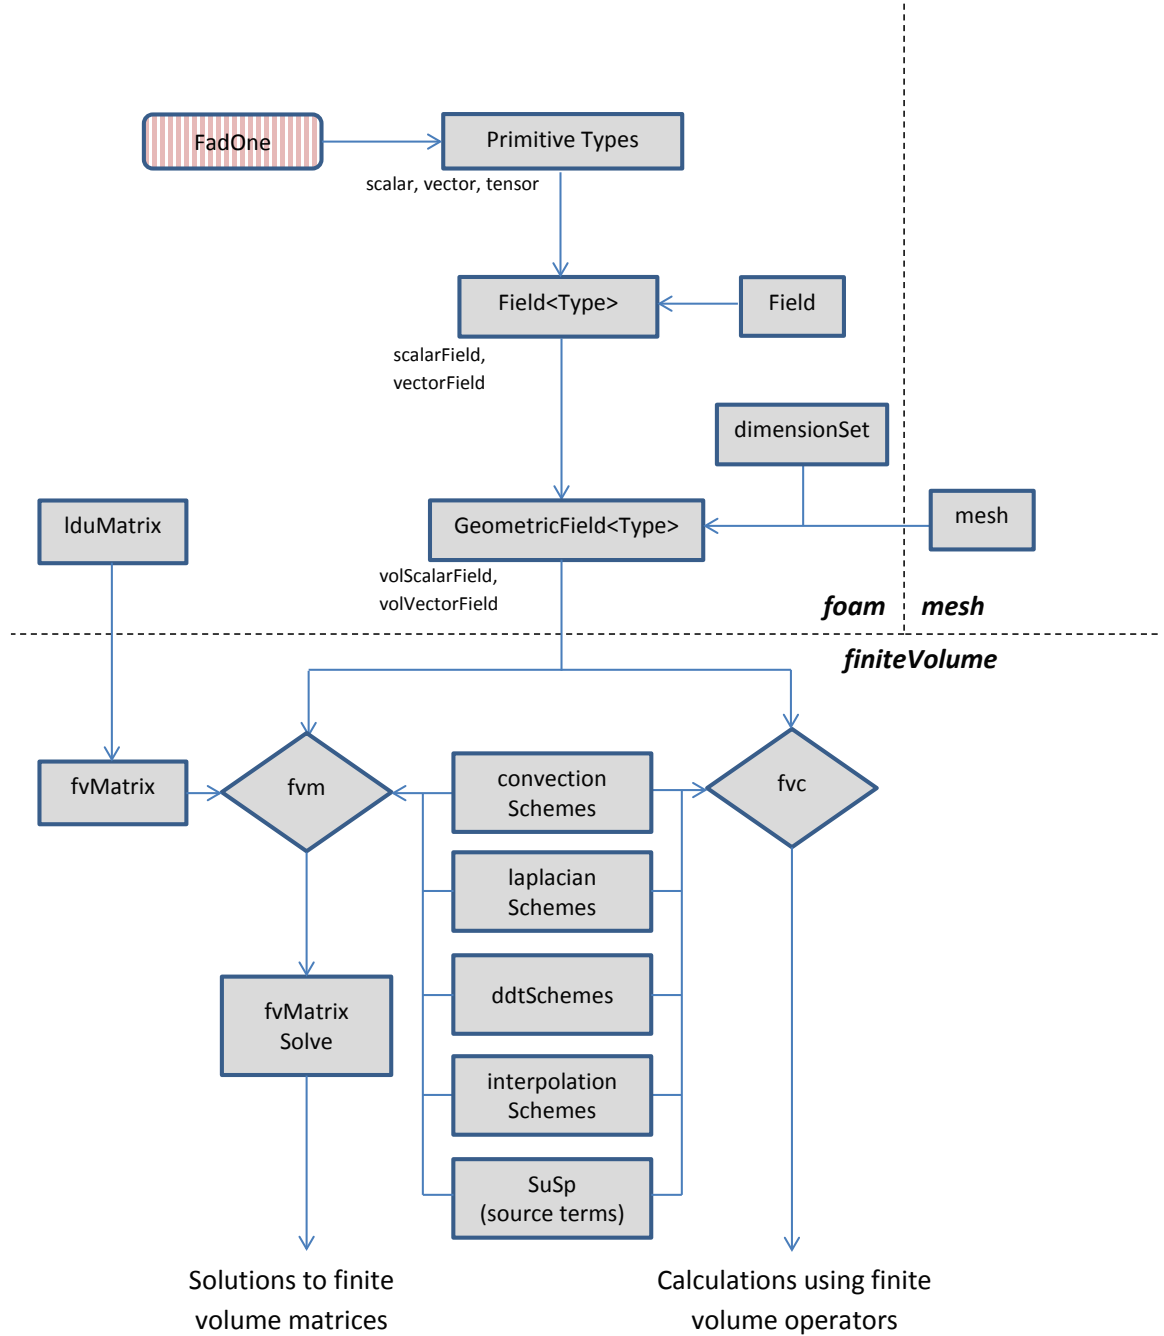 FadOne
Primitive Types
scalar, vector, tensor
Field<Type>
Field
scalarField,
vectorField
dimensionSet
lduMatrix
GeometricField<Type>
mesh
volScalarField,
volVectorField
foam
mesh
finiteVolume
fvMatrix
fvm
convection
Schemes
fvc
laplacian
Schemes
fvMatrix
Solve
ddtSchemes
interpolation
Schemes
SuSp
(source terms)
Solutions to finite
volume matrices
Calculations using finite
volume operators